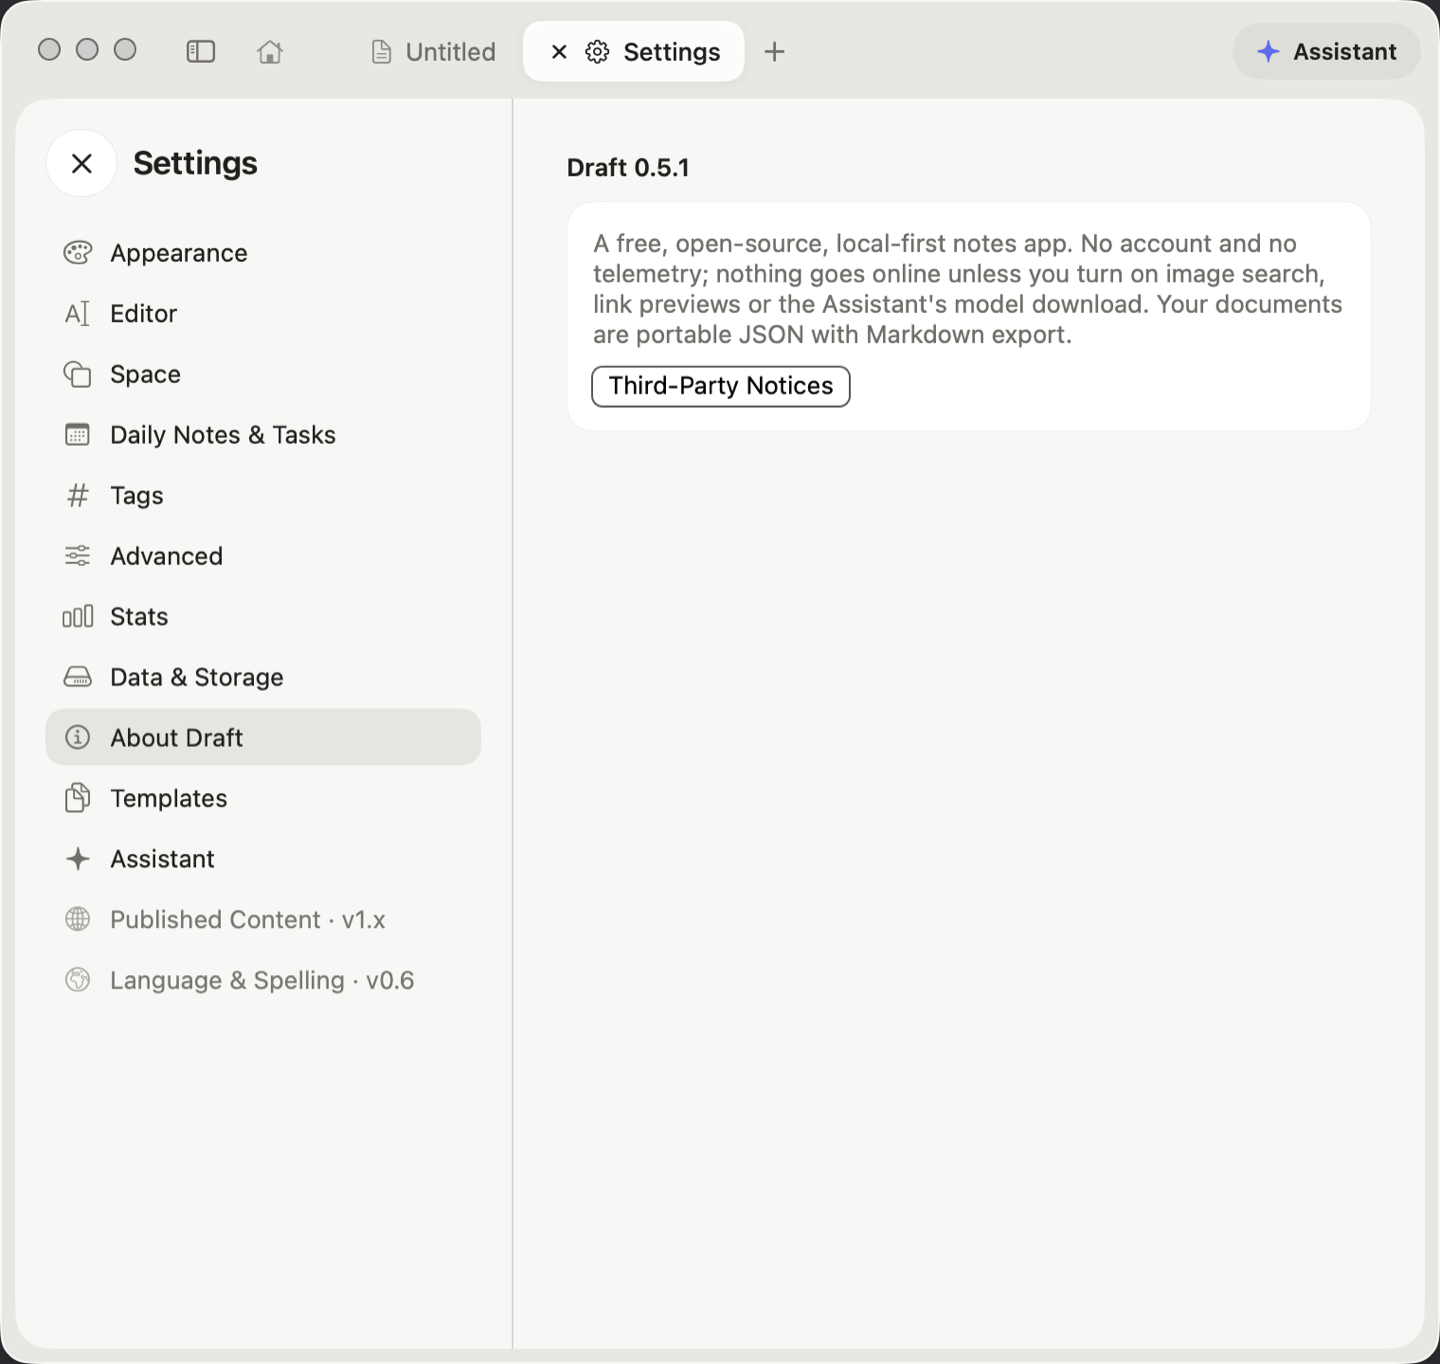 Untitled
Settings
Assistant
Settings
Appearance
Editor
Space
Daily Notes & Tasks
Tags
Advanced
Stats
Data & Storage
About Draft
Templates
Assistant
Published Content · v1.x
Language & Spelling · v0.6
Draft 0.5.1
A free, open-source, local-first notes app. No account and no
telemetry; nothing goes online unless you turn on image search,
link previews or the Assistant's model download. Your documents
are portable JSON with Markdown export.
Third-Party Notices